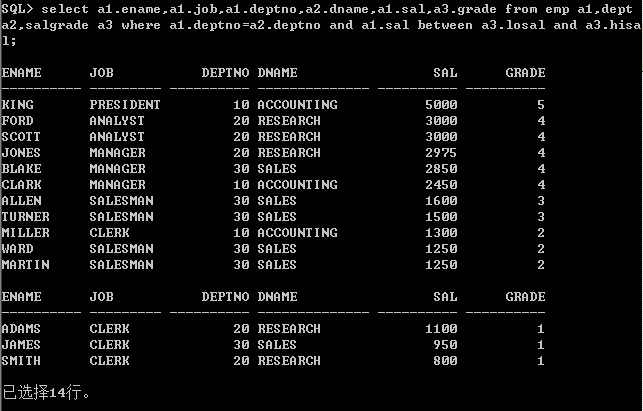 SQL> select a1.ename,a1.job,a1.deptno,a2.dname,a1.sal,a3.grade from emp a1,dept
a2,salgrade a3 where a1.deptno=a2.deptno and a1.sal between a3.losal and a3.hisa
l;
ENAME JOB DEPTNO DNAME SAL GRADE
---------- --------- ---------- -------------- ---------- ----------
KING PRESIDENT 10 ACCOUNTING 5000 5
FORD ANALYST 20 RESEARCH 3000 4
SCOTT ANALYST 20 RESEARCH 3000 4
JONES MANAGER 20 RESEARCH 2975 4
BLAKE MANAGER 30 SALES 2850 4
CLARK MANAGER 10 ACCOUNTING 2450 4
ALLEN SALESMAN 30 SALES 1600 3
TURNER SALESMAN 30 SALES 1500 3
MILLER CLERK 10 ACCOUNTING 1300 2
WARD SALESMAN 30 SALES 1250 2
MARTIN SALESMAN 30 SALES 1250 2
ENAME JOB DEPTNO DNAME SAL GRADE
---------- --------- ---------- -------------- ---------- ----------
ADAMS CLERK 20 RESEARCH 1100 1
JAMES CLERK 30 SALES 950 1
SMITH CLERK 20 RESEARCH 800 1
已选择14行。